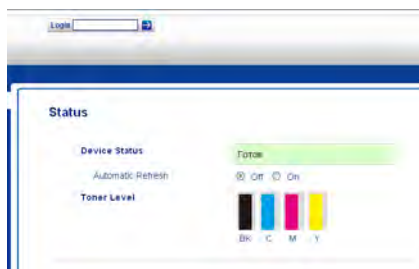 Login
Status
Device Status
Готов
Automatic Refresh
Off On
Toner Level
BK C M Y